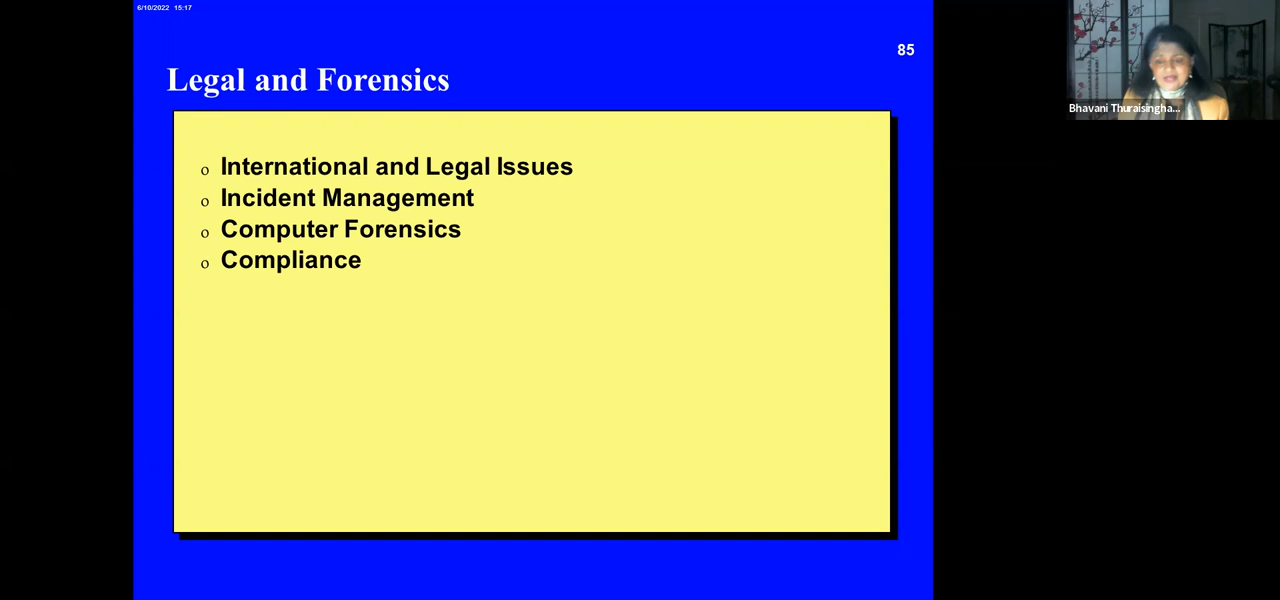 6/10/2022 15:17
85
Legal and Forensics
o International and Legal Issues
o Incident Management
o Computer Forensics
o Compliance
Bhavani Thuraisingha...